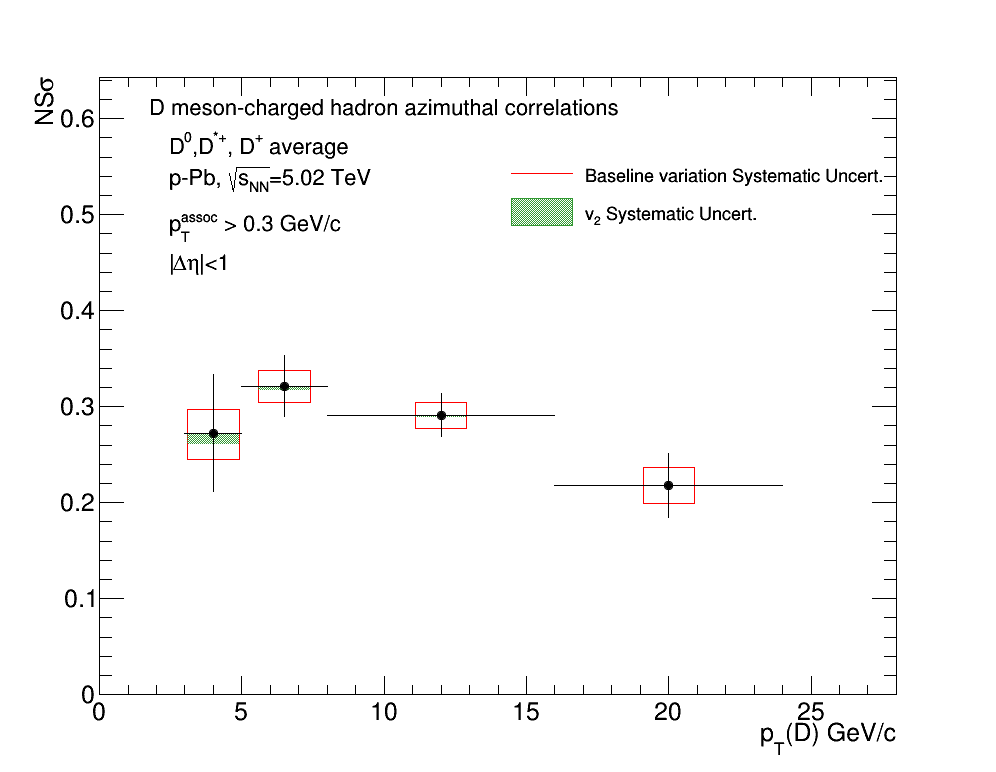 NSσ
D meson-charged hadron azimuthal correlations
D⁰,D*⁺, D⁺ average
p-Pb, √sNN=5.02 TeV
pTassoc > 0.3 GeV/c
|Δη|<1
Baseline variation Systematic Uncert.
v₂ Systematic Uncert.
0.6
0.5
0.4
0.3
0.2
0.1
0
0 5 10 15 20 25
pT(D) GeV/c